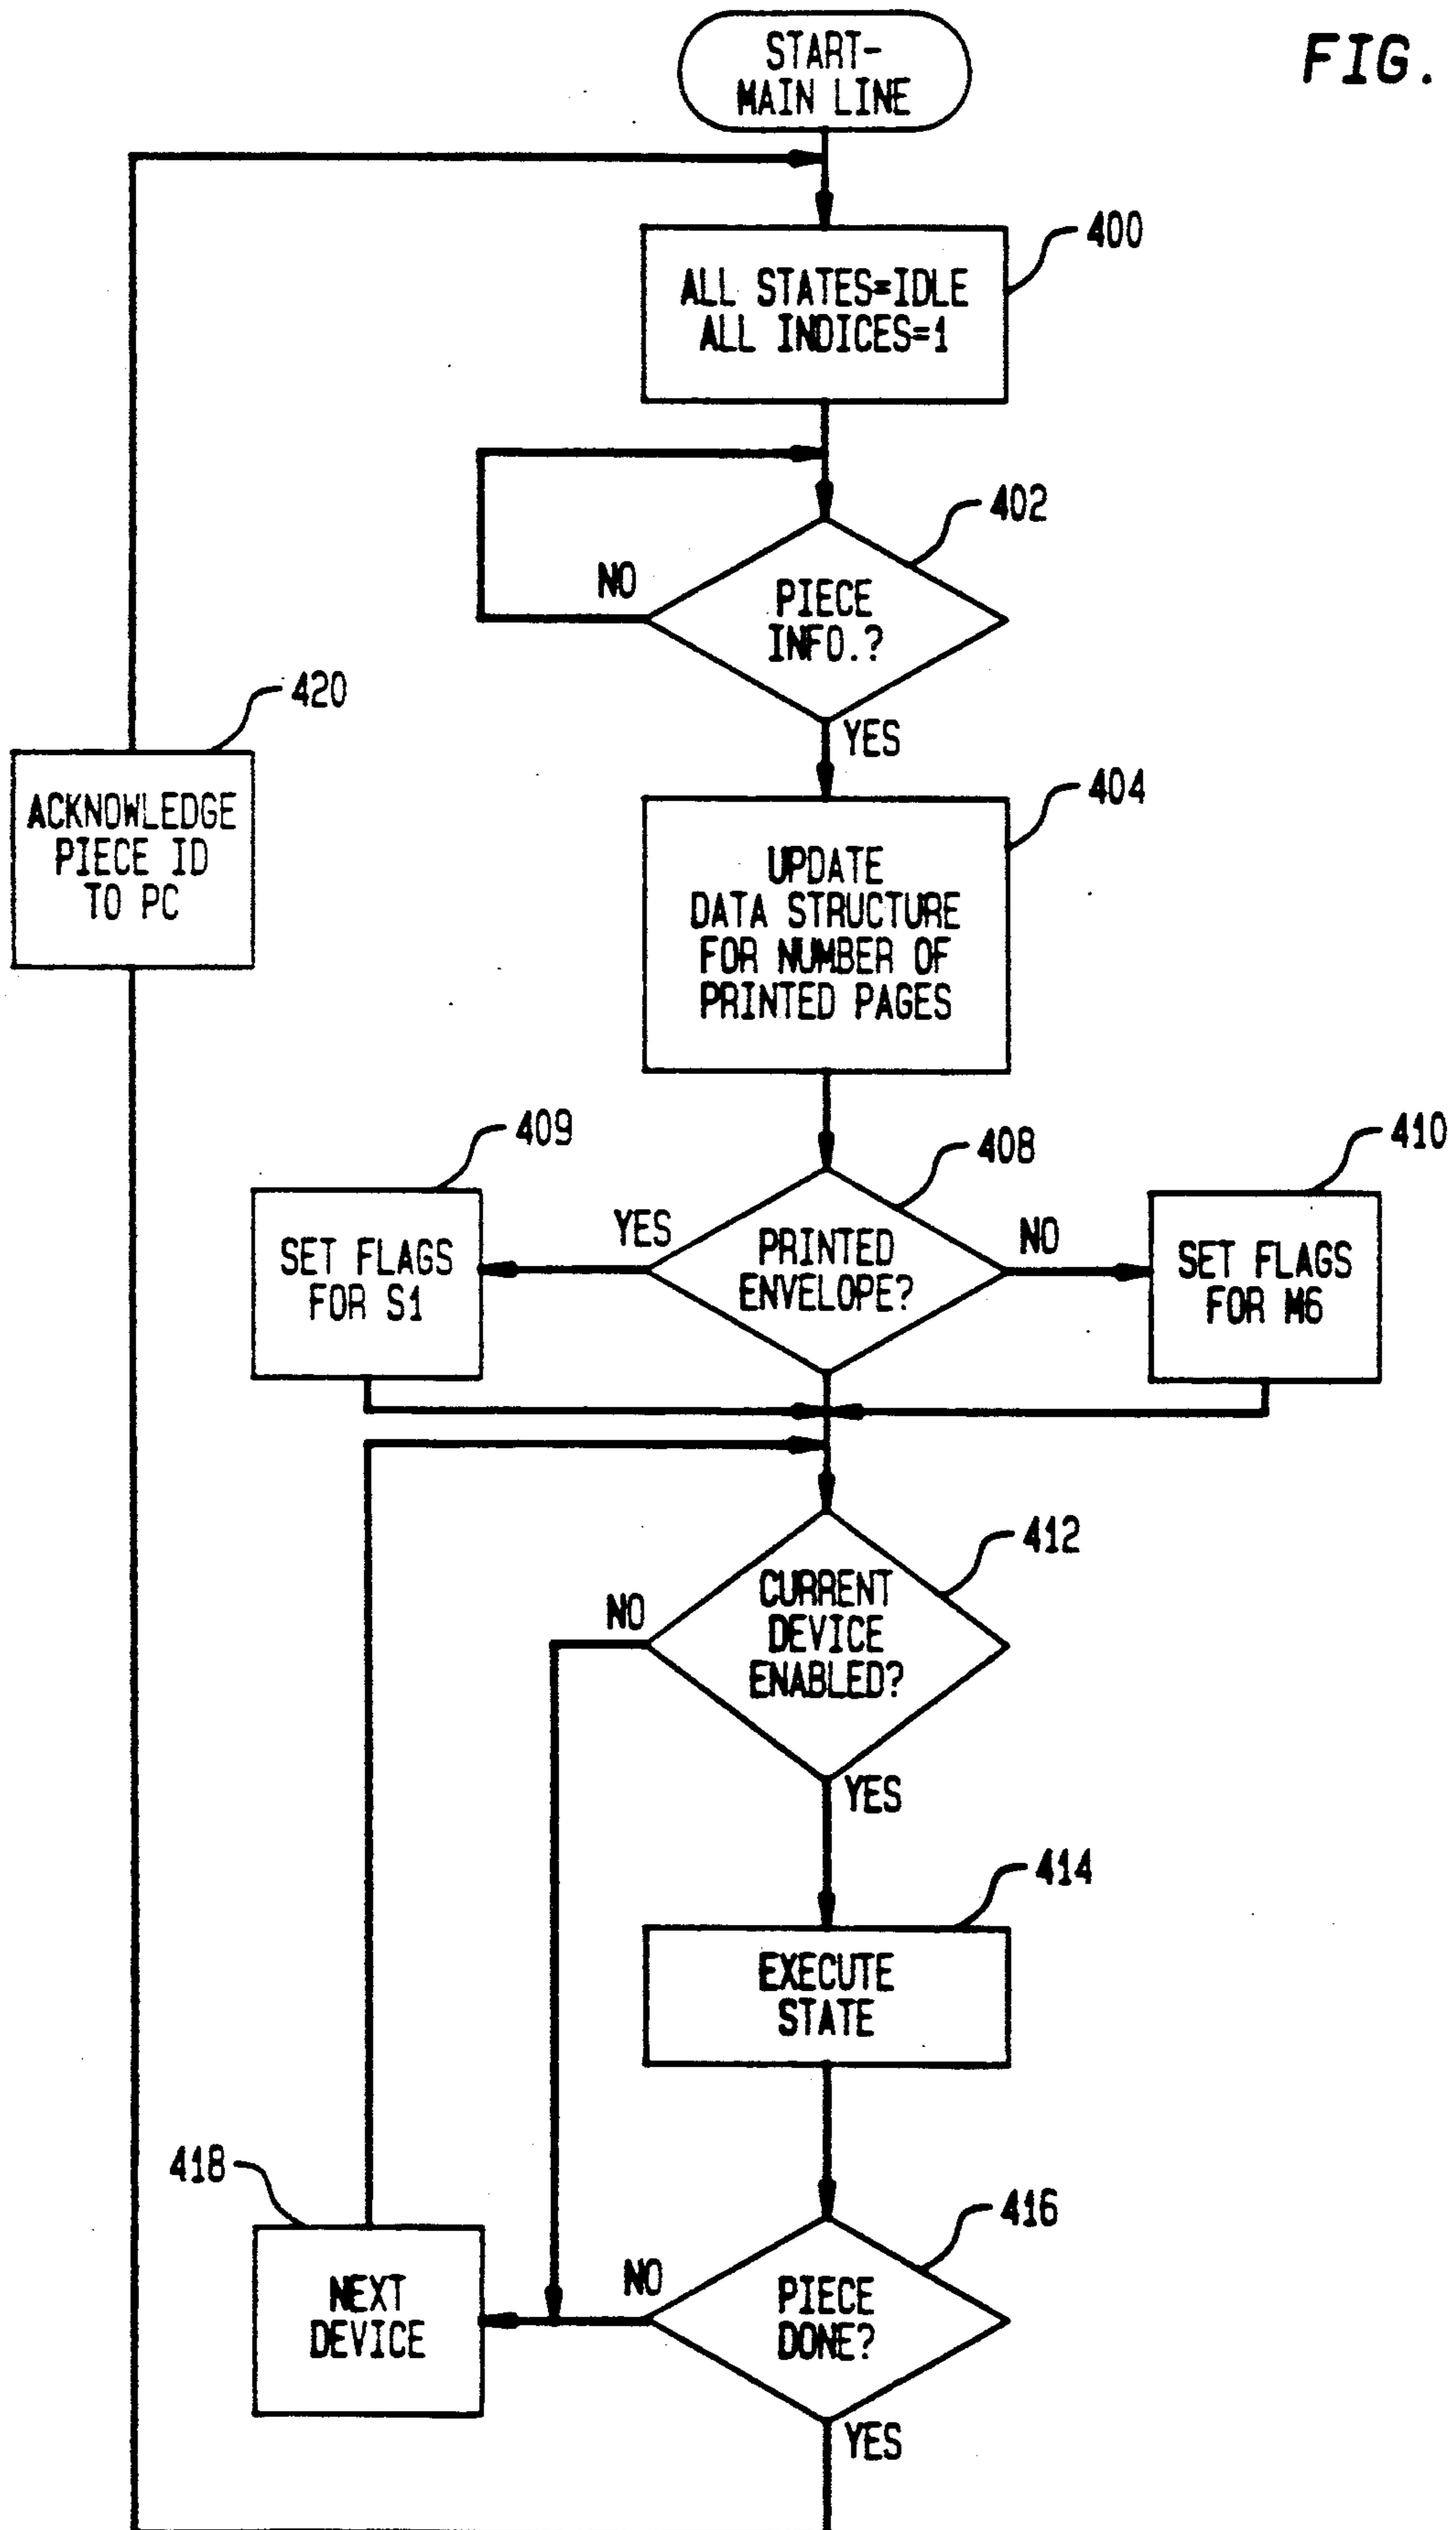 FIG.
START-
MAIN LINE
400
ALL STATES=IDLE
ALL INDICES=1
402
NO
PIECE
INFO.?
YES
420
ACKNOWLEDGE
PIECE ID
TO PC
404
UPDATE
DATA STRUCTURE
FOR NUMBER OF
PRINTED PAGES
409
408
410
SET FLAGS
FOR S1
YES
PRINTED
ENVELOPE?
NO
SET FLAGS
FOR M6
412
NO
CURRENT
DEVICE
ENABLED?
YES
414
EXECUTE
STATE
418
416
NEXT
DEVICE
NO
PIECE
DONE?
YES